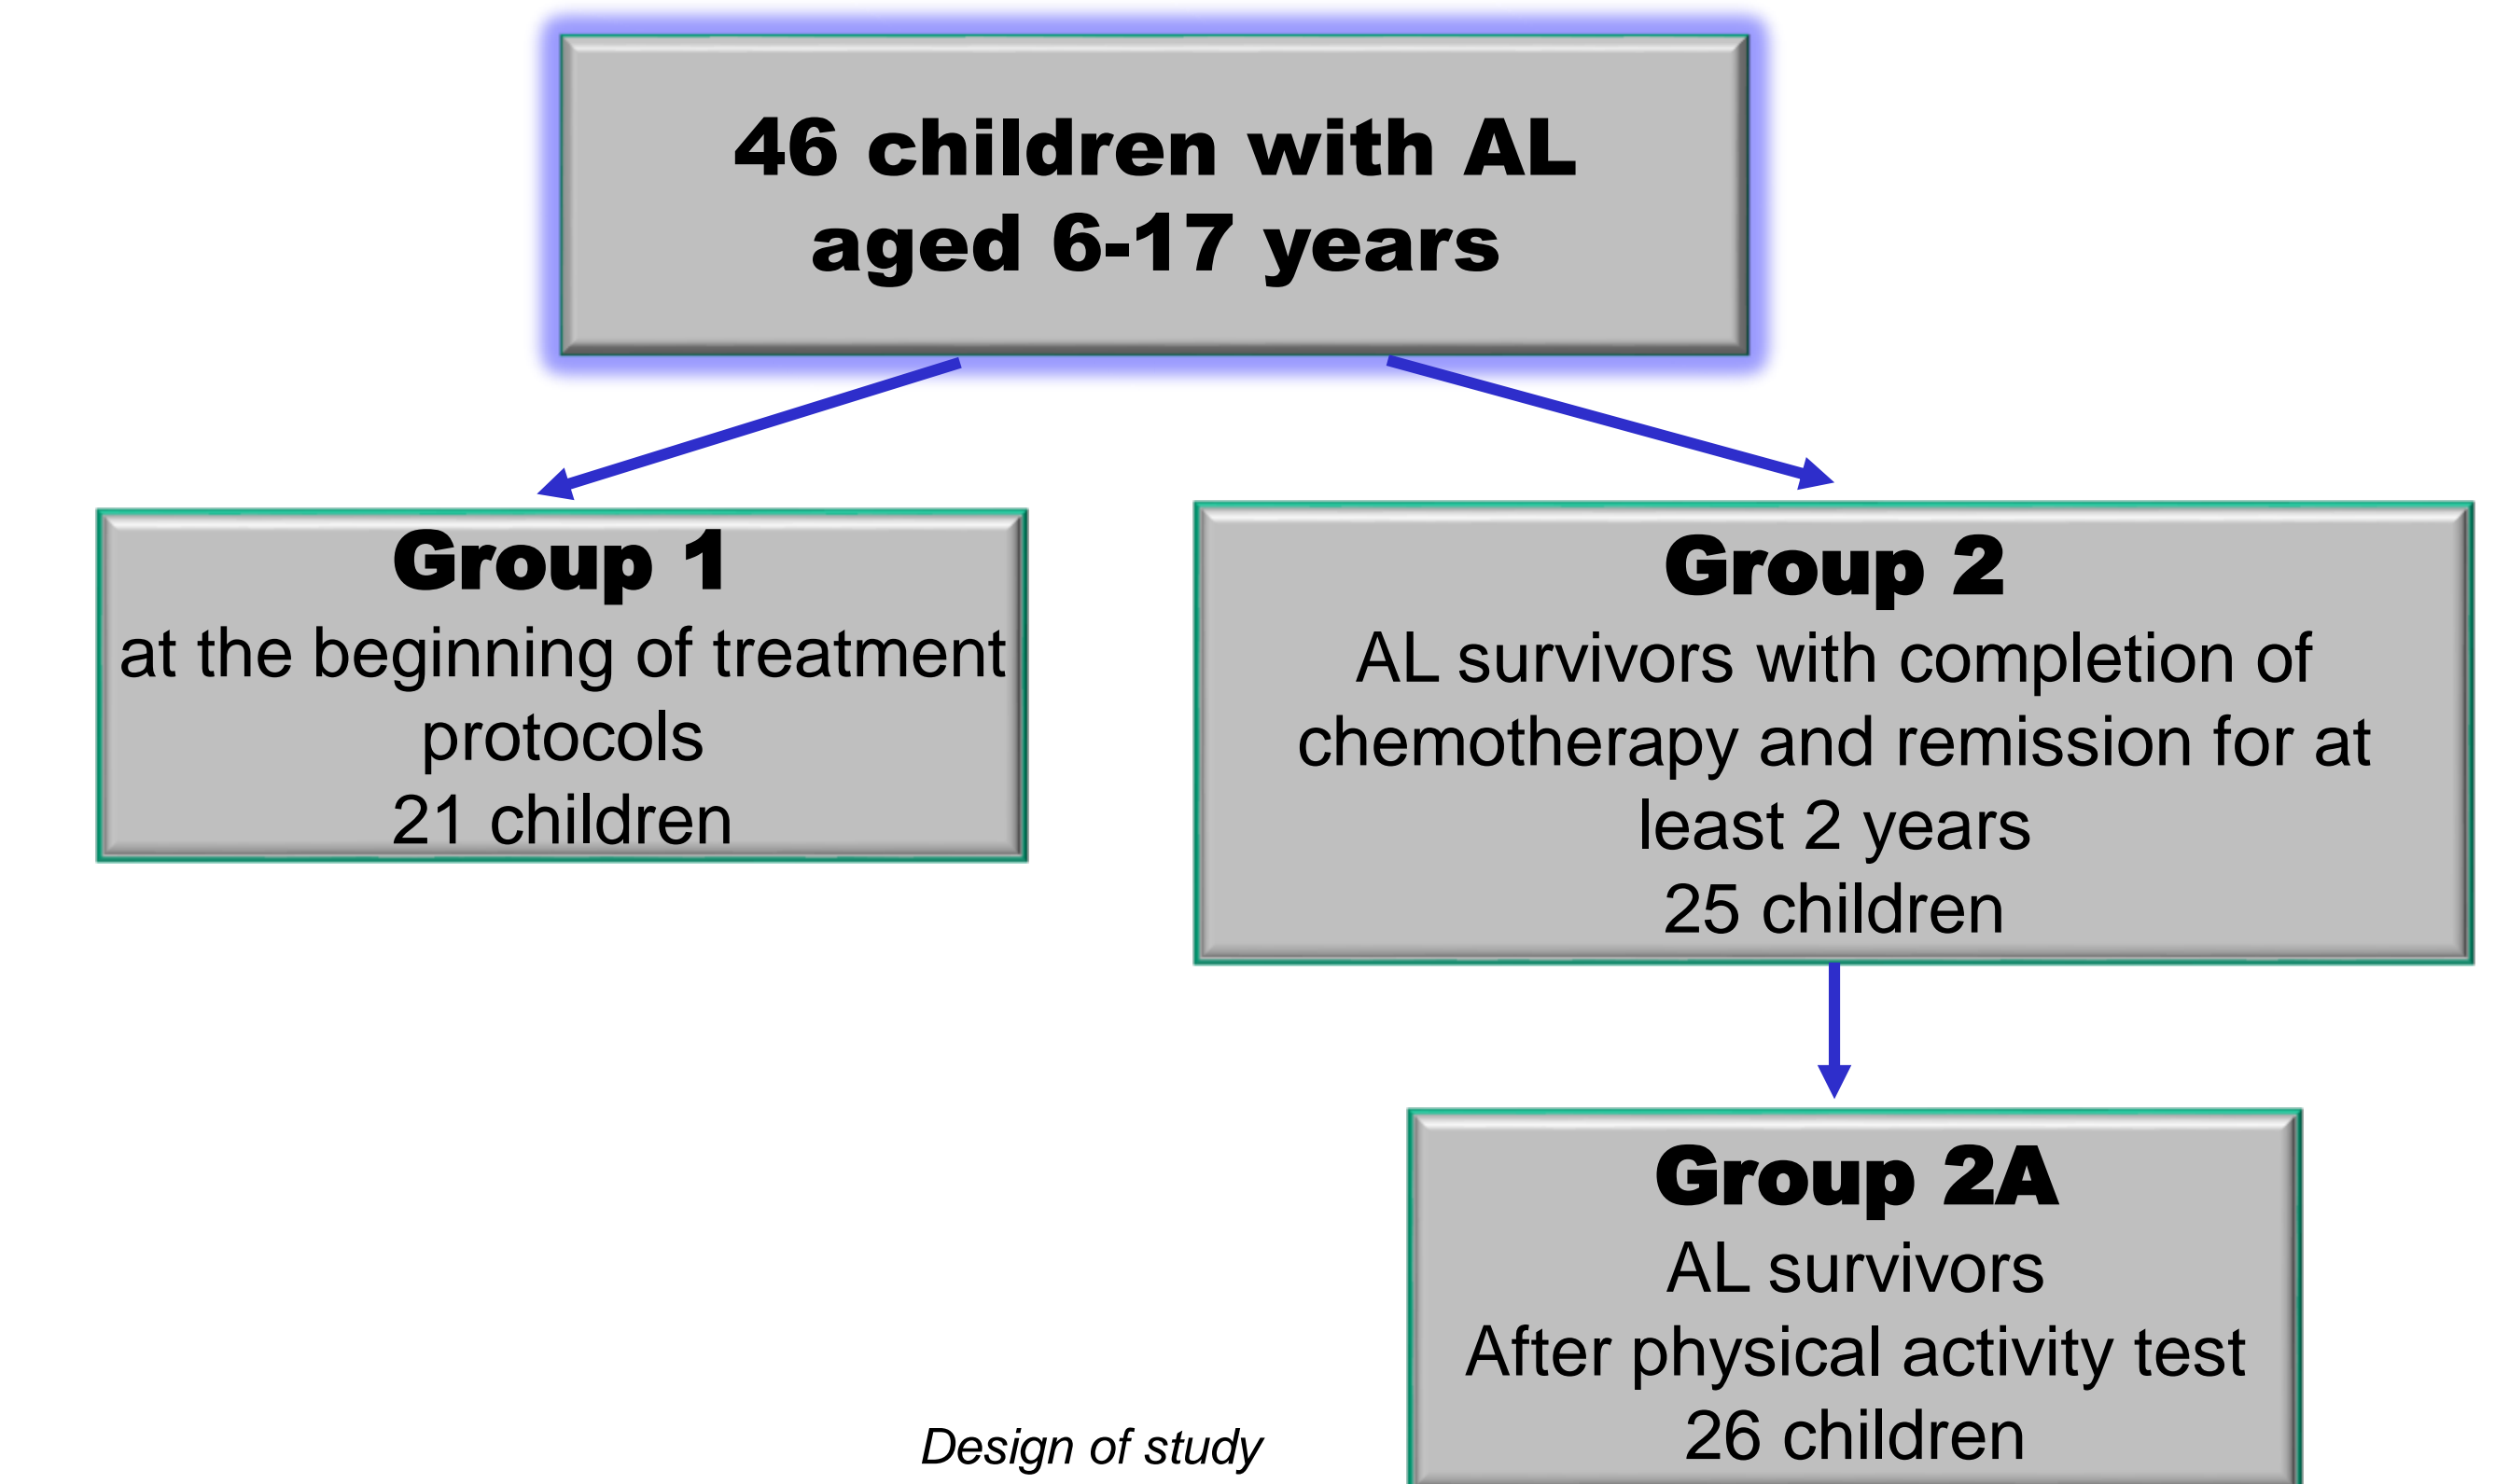 46 children with AL
aged 6-17 years
Group 1
at the beginning of treatment
protocols
21 children
Group 2
AL survivors with completion of
chemotherapy and remission for at
least 2 years
25 children
Group 2A
AL survivors
After physical activity test
26 children
Design of study